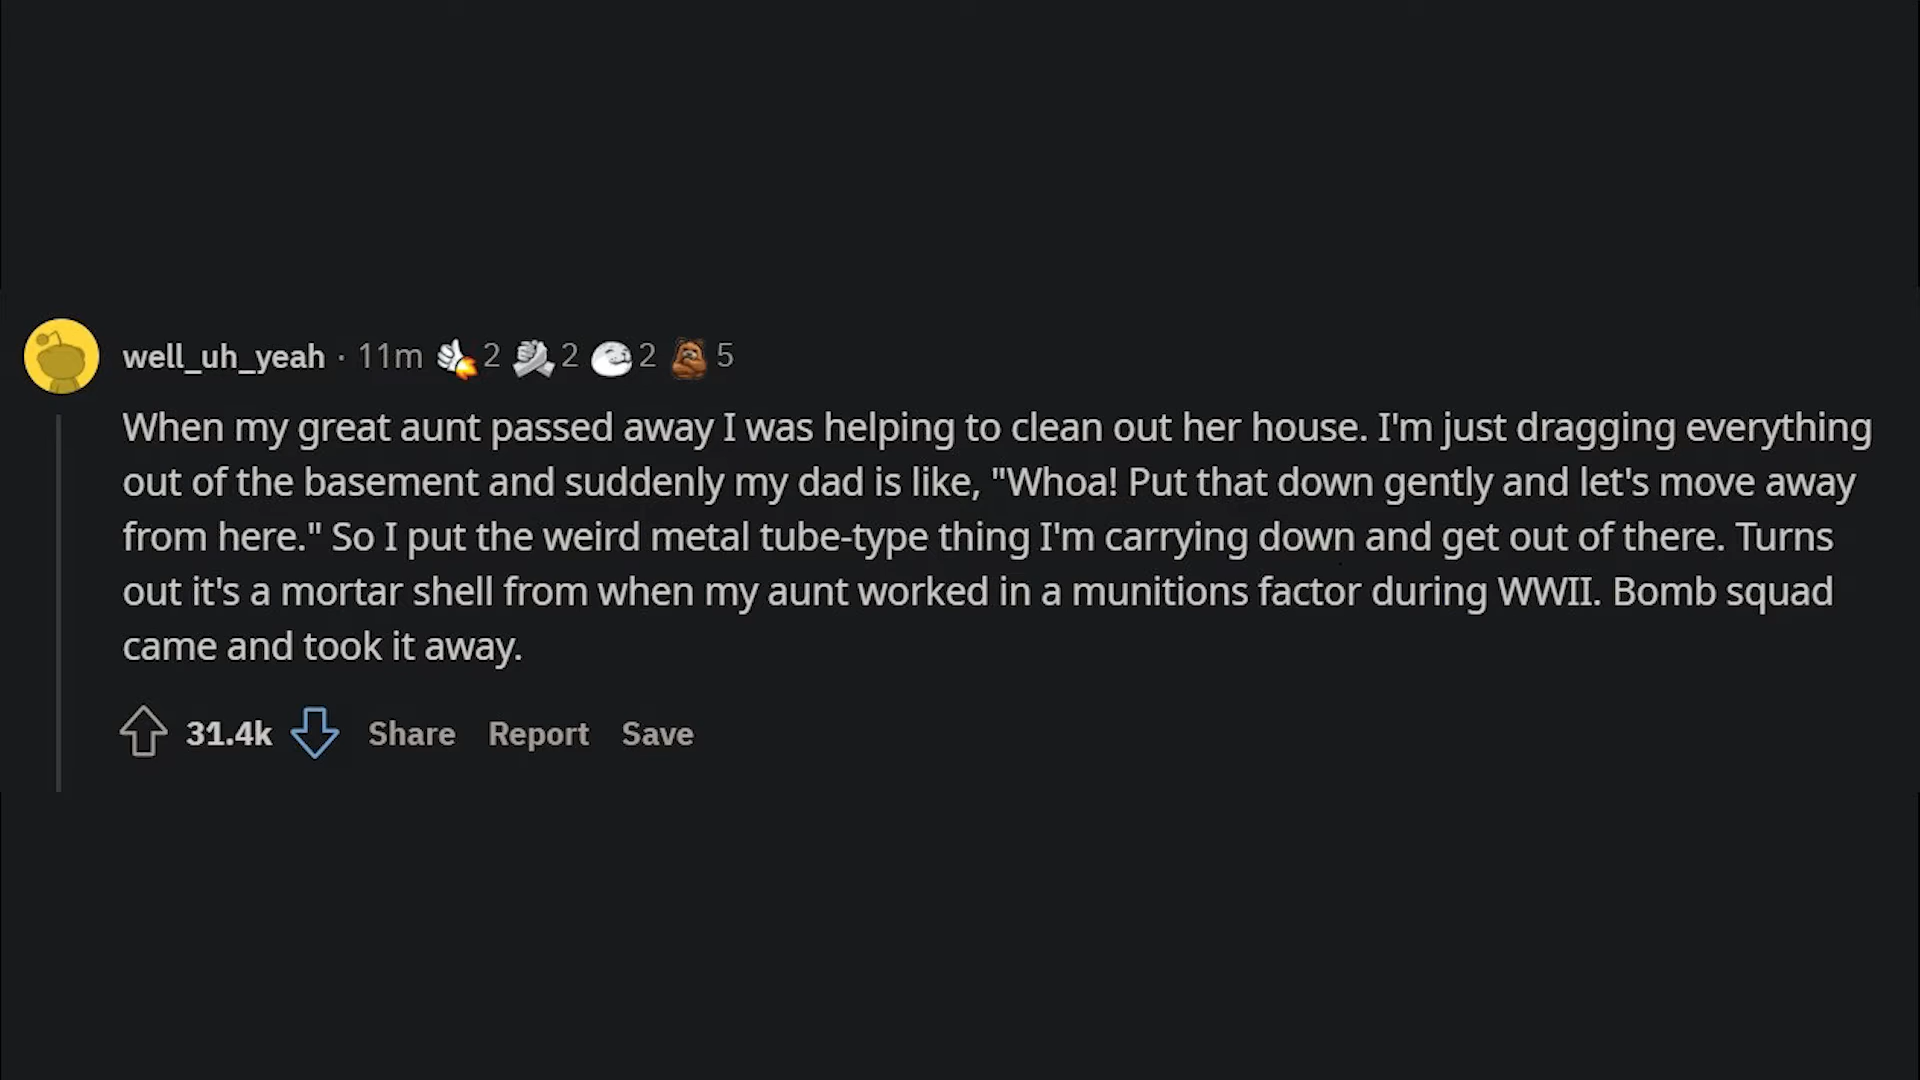 well_uh_yeah · 11m 2 2 2 5
When my great aunt passed away I was helping to clean out her house. I'm just dragging everything
out of the basement and suddenly my dad is like, "Whoa! Put that down gently and let's move away
from here." So I put the weird metal tube-type thing I'm carrying down and get out of there. Turns
out it's a mortar shell from when my aunt worked in a munitions factor during WWII. Bomb squad
came and took it away.
31.4k Share Report Save